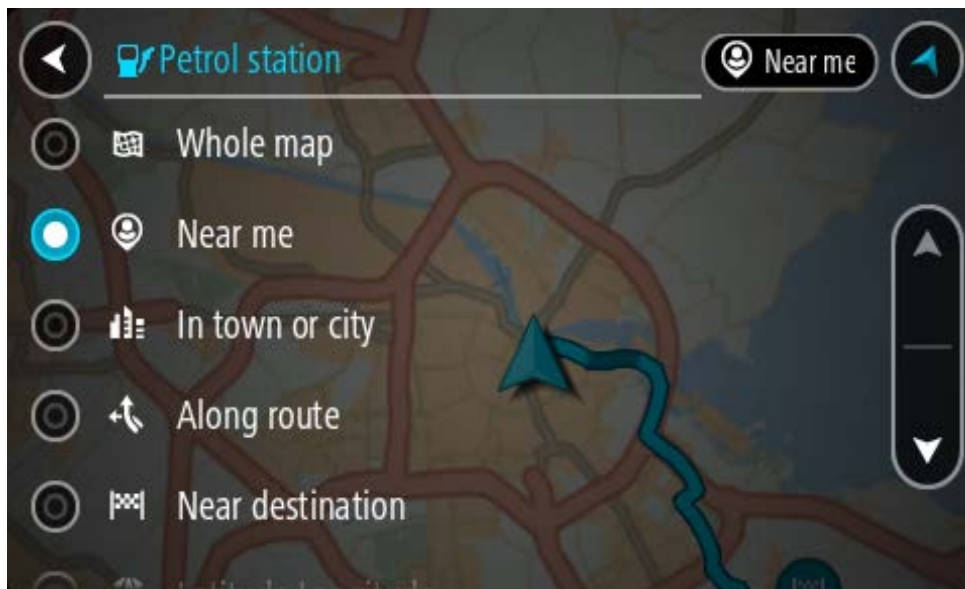 Petrol station
Near me
Whole map
Near me
In town or city
Along route
Near destination